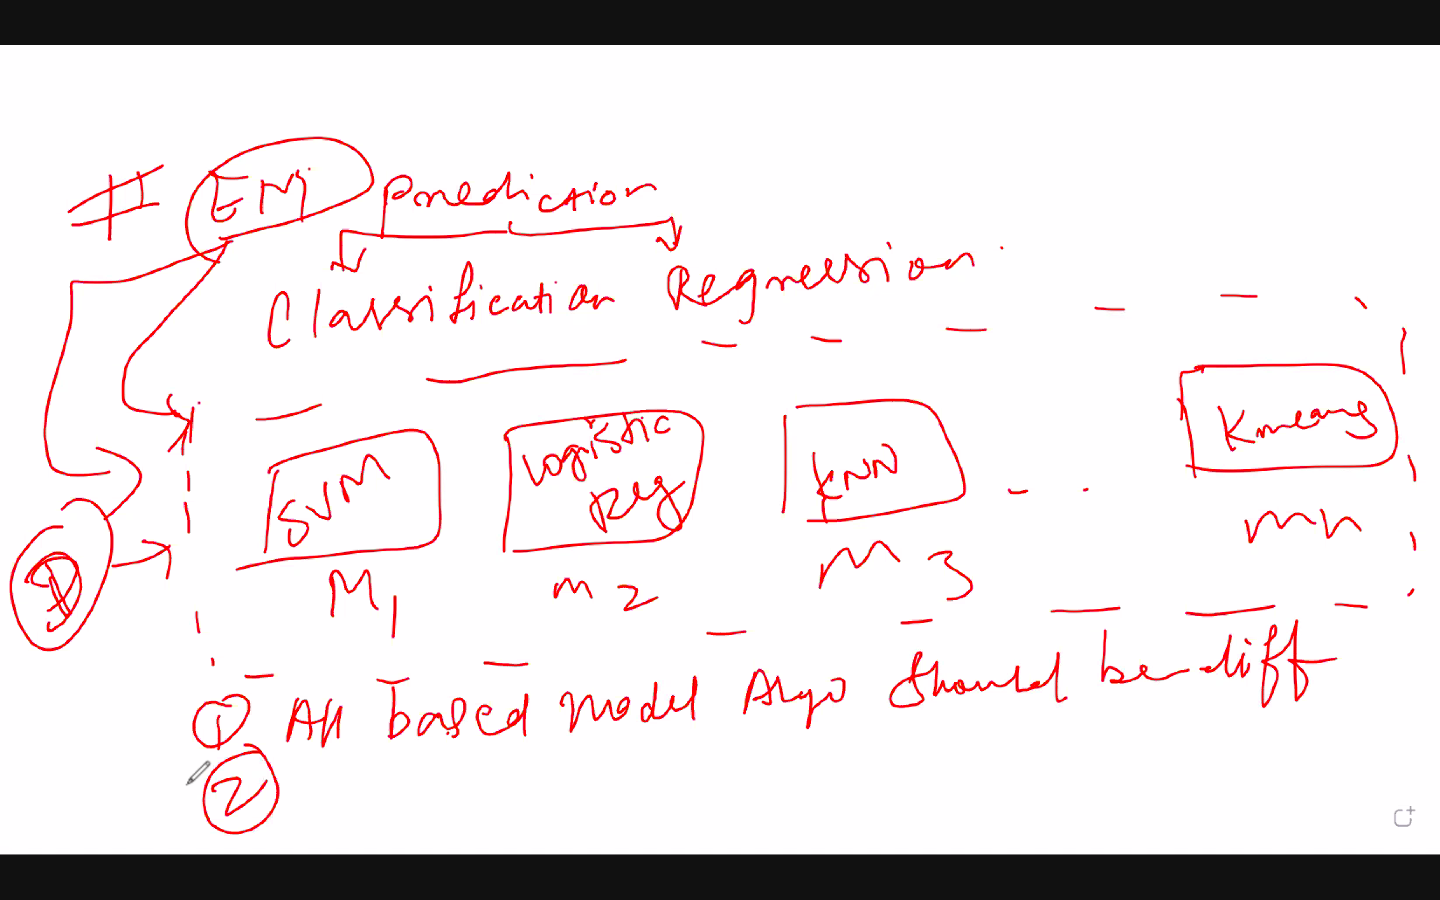 # EM Prediction
Classification Regression
SVM Logistic Reg KNN - . Kmeans
M1 m2 M3 mn
D
① All based model Algo should be diff
②